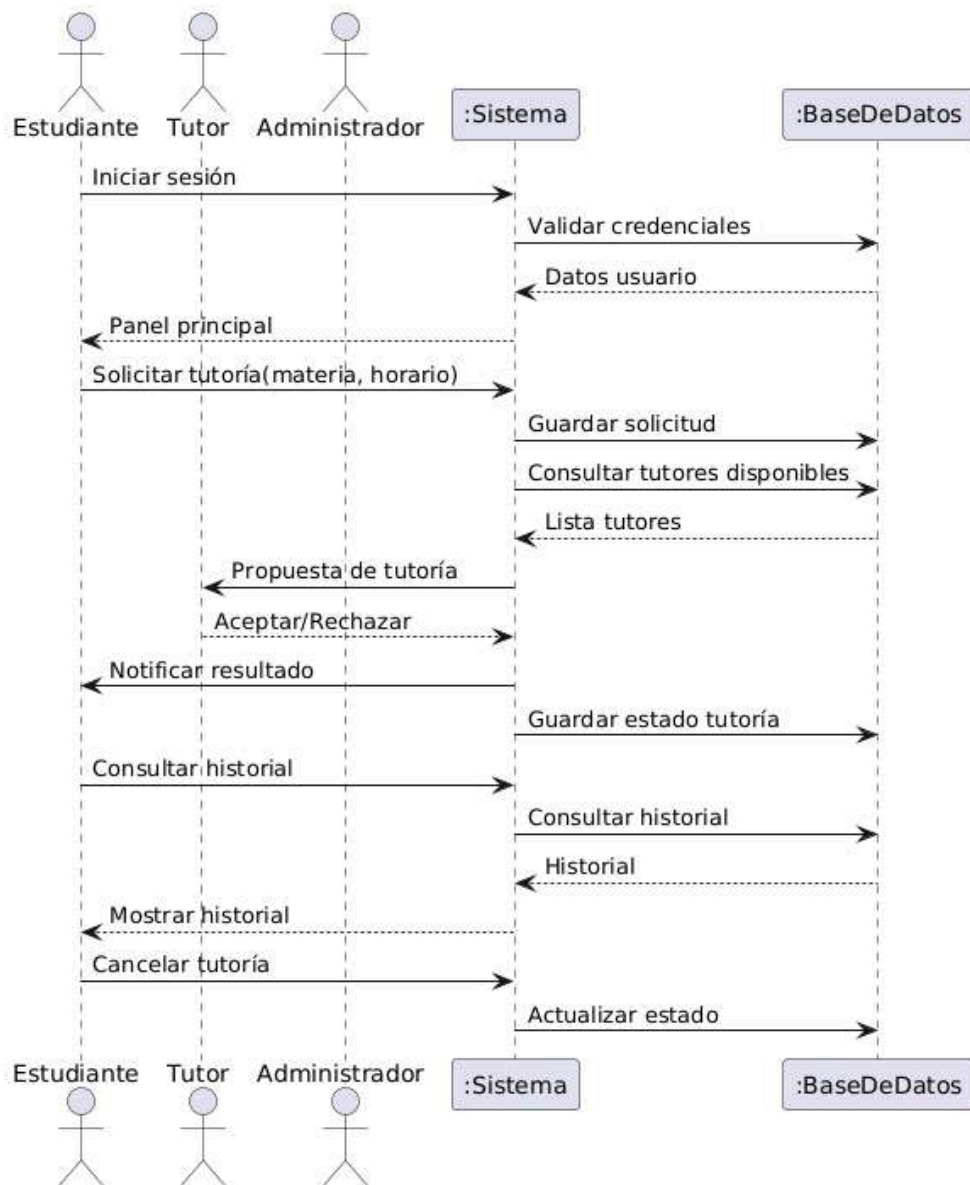 Estudiante Tutor Administrador :Sistema :BaseDeDatos
Iniciar sesión
Validar credenciales
Datos usuario
Panel principal
Solicitar tutoría(materia, horario)
Guardar solicitud
Consultar tutores disponibles
Lista tutores
Propuesta de tutoría
Aceptar/Rechazar
Notificar resultado
Guardar estado tutoría
Consultar historial
Consultar historial
Historial
Mostrar historial
Cancelar tutoría
Actualizar estado
Estudiante Tutor Administrador :Sistema :BaseDeDatos